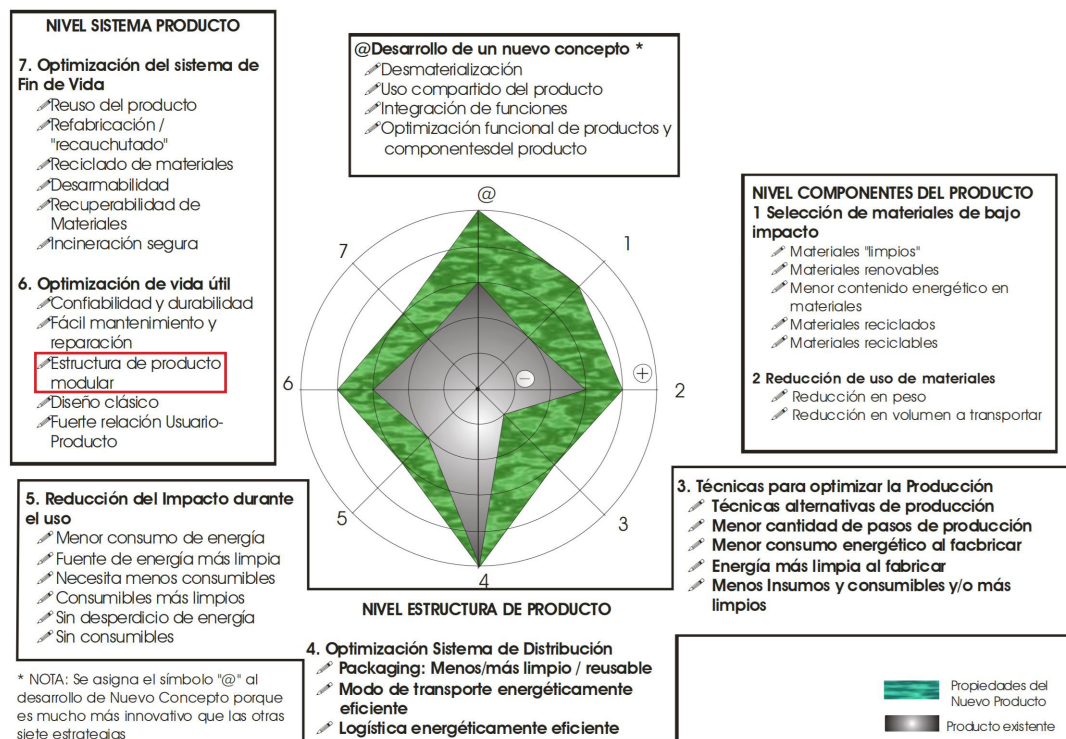 NIVEL SISTEMA PRODUCTO
7. Optimización del sistema de
Fin de Vida
Reuso del producto
Refabricación /
"recauchutado"
Reciclado de materiales
Desarmabilidad
Recuperabilidad de
Materiales
Incineración segura
6. Optimización de vida útil
Confiabilidad y durabilidad
Fácil mantenimiento y
reparación
Estructura de producto
modular
Diseño clásico
Fuerte relación Usuario-
Producto
@Desarrollo de un nuevo concepto *
Desmaterialización
Uso compartido del producto
Integración de funciones
Optimización funcional de productos y
componentesdel producto
NIVEL COMPONENTES DEL PRODUCTO
1 Selección de materiales de bajo
impacto
Materiales "limpios"
Materiales renovables
Menor contenido energético en
materiales
Materiales reciclados
Materiales reciclables
2 Reducción de uso de materiales
Reducción en peso
Reducción en volumen a transportar
@
1
2
3
4
5
6
7
−
+
5. Reducción del Impacto durante
el uso
Menor consumo de energía
Fuente de energía más limpia
Necesita menos consumibles
Consumibles más limpios
Sin desperdicio de energía
Sin consumibles
3. Técnicas para optimizar la Producción
Técnicas alternativas de producción
Menor cantidad de pasos de producción
Menor consumo energético al facbricar
Energía más limpia al fabricar
Menos Insumos y consumibles y/o más
limpios
NIVEL ESTRUCTURA DE PRODUCTO
4. Optimización Sistema de Distribución
Packaging: Menos/más limpio / reusable
Modo de transporte energéticamente
eficiente
Logística energéticamente eficiente
* NOTA: Se asigna el símbolo "@" al
desarrollo de Nuevo Concepto porque
es mucho más innovativo que las otras
siete estrategias
Propiedades del
Nuevo Producto
Producto existente